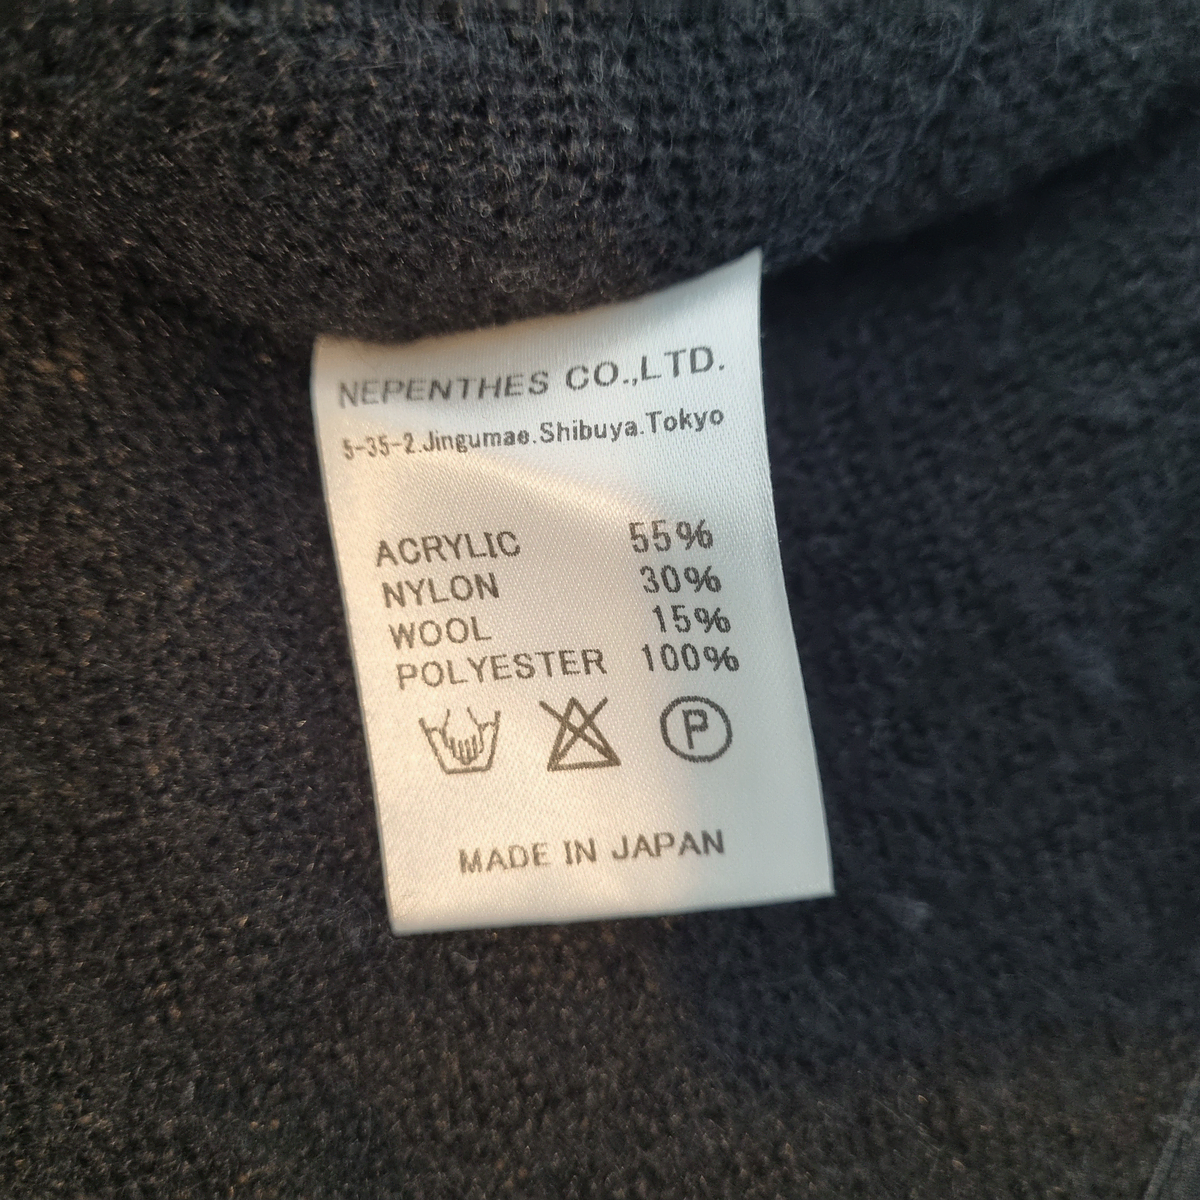 NEPENTHES CO.,LTD.
5-35-2.Jingumae.Shibuya.Tokyo
ACRYLIC 55%
NYLON 30%
WOOL 15%
POLYESTER 100%
P
MADE IN JAPAN